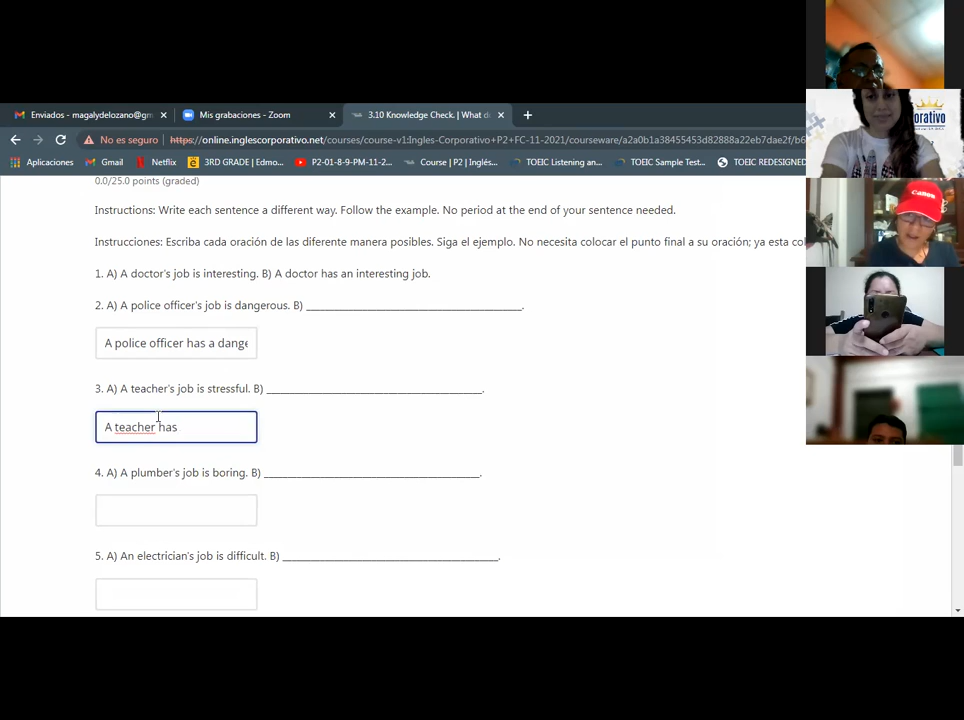 Enviados - magalydelozano@gm
Mis grabaciones - Zoom
3.10 Knowledge Check. | What d
No es seguro
https://online.inglescorporativo.net/courses/course-v1:Ingles-Corporativo+P2+FC-11-2021/courseware/a2a0b1a38455453d82888a22eb7dae2f/b6
Aplicaciones
Gmail
Netflix
3RD GRADE | Edmo...
P2-01-8-9-PM-11-2...
Course | P2 | Inglés...
TOEIC Listening an...
TOEIC Sample Test...
TOEIC REDESIGNED
orativo
Canon
0.0/25.0 points (graded)
Instructions: Write each sentence a different way. Follow the example. No period at the end of your sentence needed.
Instrucciones: Escriba cada oración de las diferente manera posibles. Siga el ejemplo. No necesita colocar el punto final a su oración; ya esta col
1. A) A doctor's job is interesting. B) A doctor has an interesting job.
2. A) A police officer's job is dangerous. B) ________________________________________.
A police officer has a dange
3. A) A teacher's job is stressful. B) ________________________________________.
A teacher has
4. A) A plumber's job is boring. B) ________________________________________.
5. A) An electrician's job is difficult. B) ________________________________________.